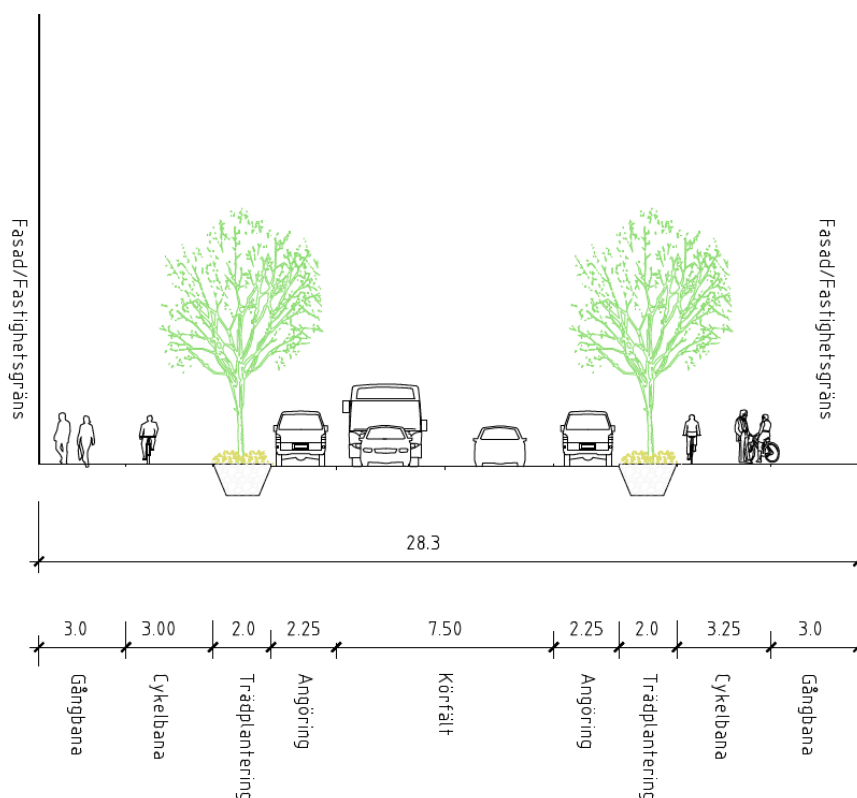 Fasad/Fastighetsgräns
Fasad/Fastighetsgräns
28.3
3.0
3.00
2.0
2.25
7.50
2.25
2.0
3.25
3.0
Gångbana
Cykelbana
Trädplantering
Angöring
Körfält
Angöring
Trädplantering
Cykelbana
Gångbana